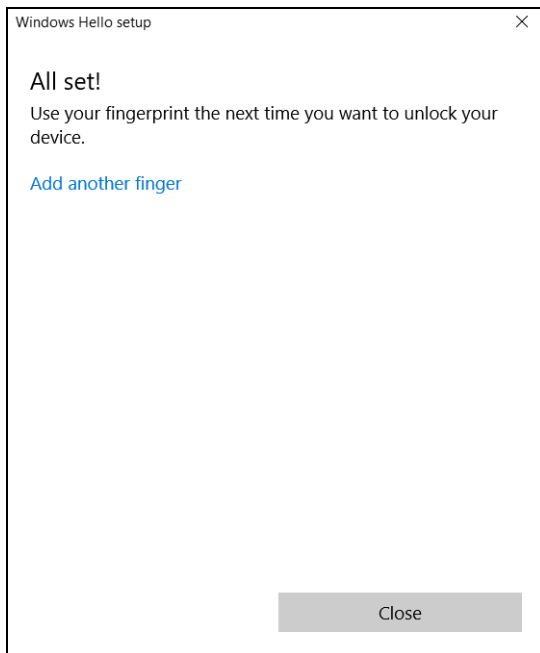 Windows Hello setup
All set!
Use your fingerprint the next time you want to unlock your
device.
Add another finger
Close